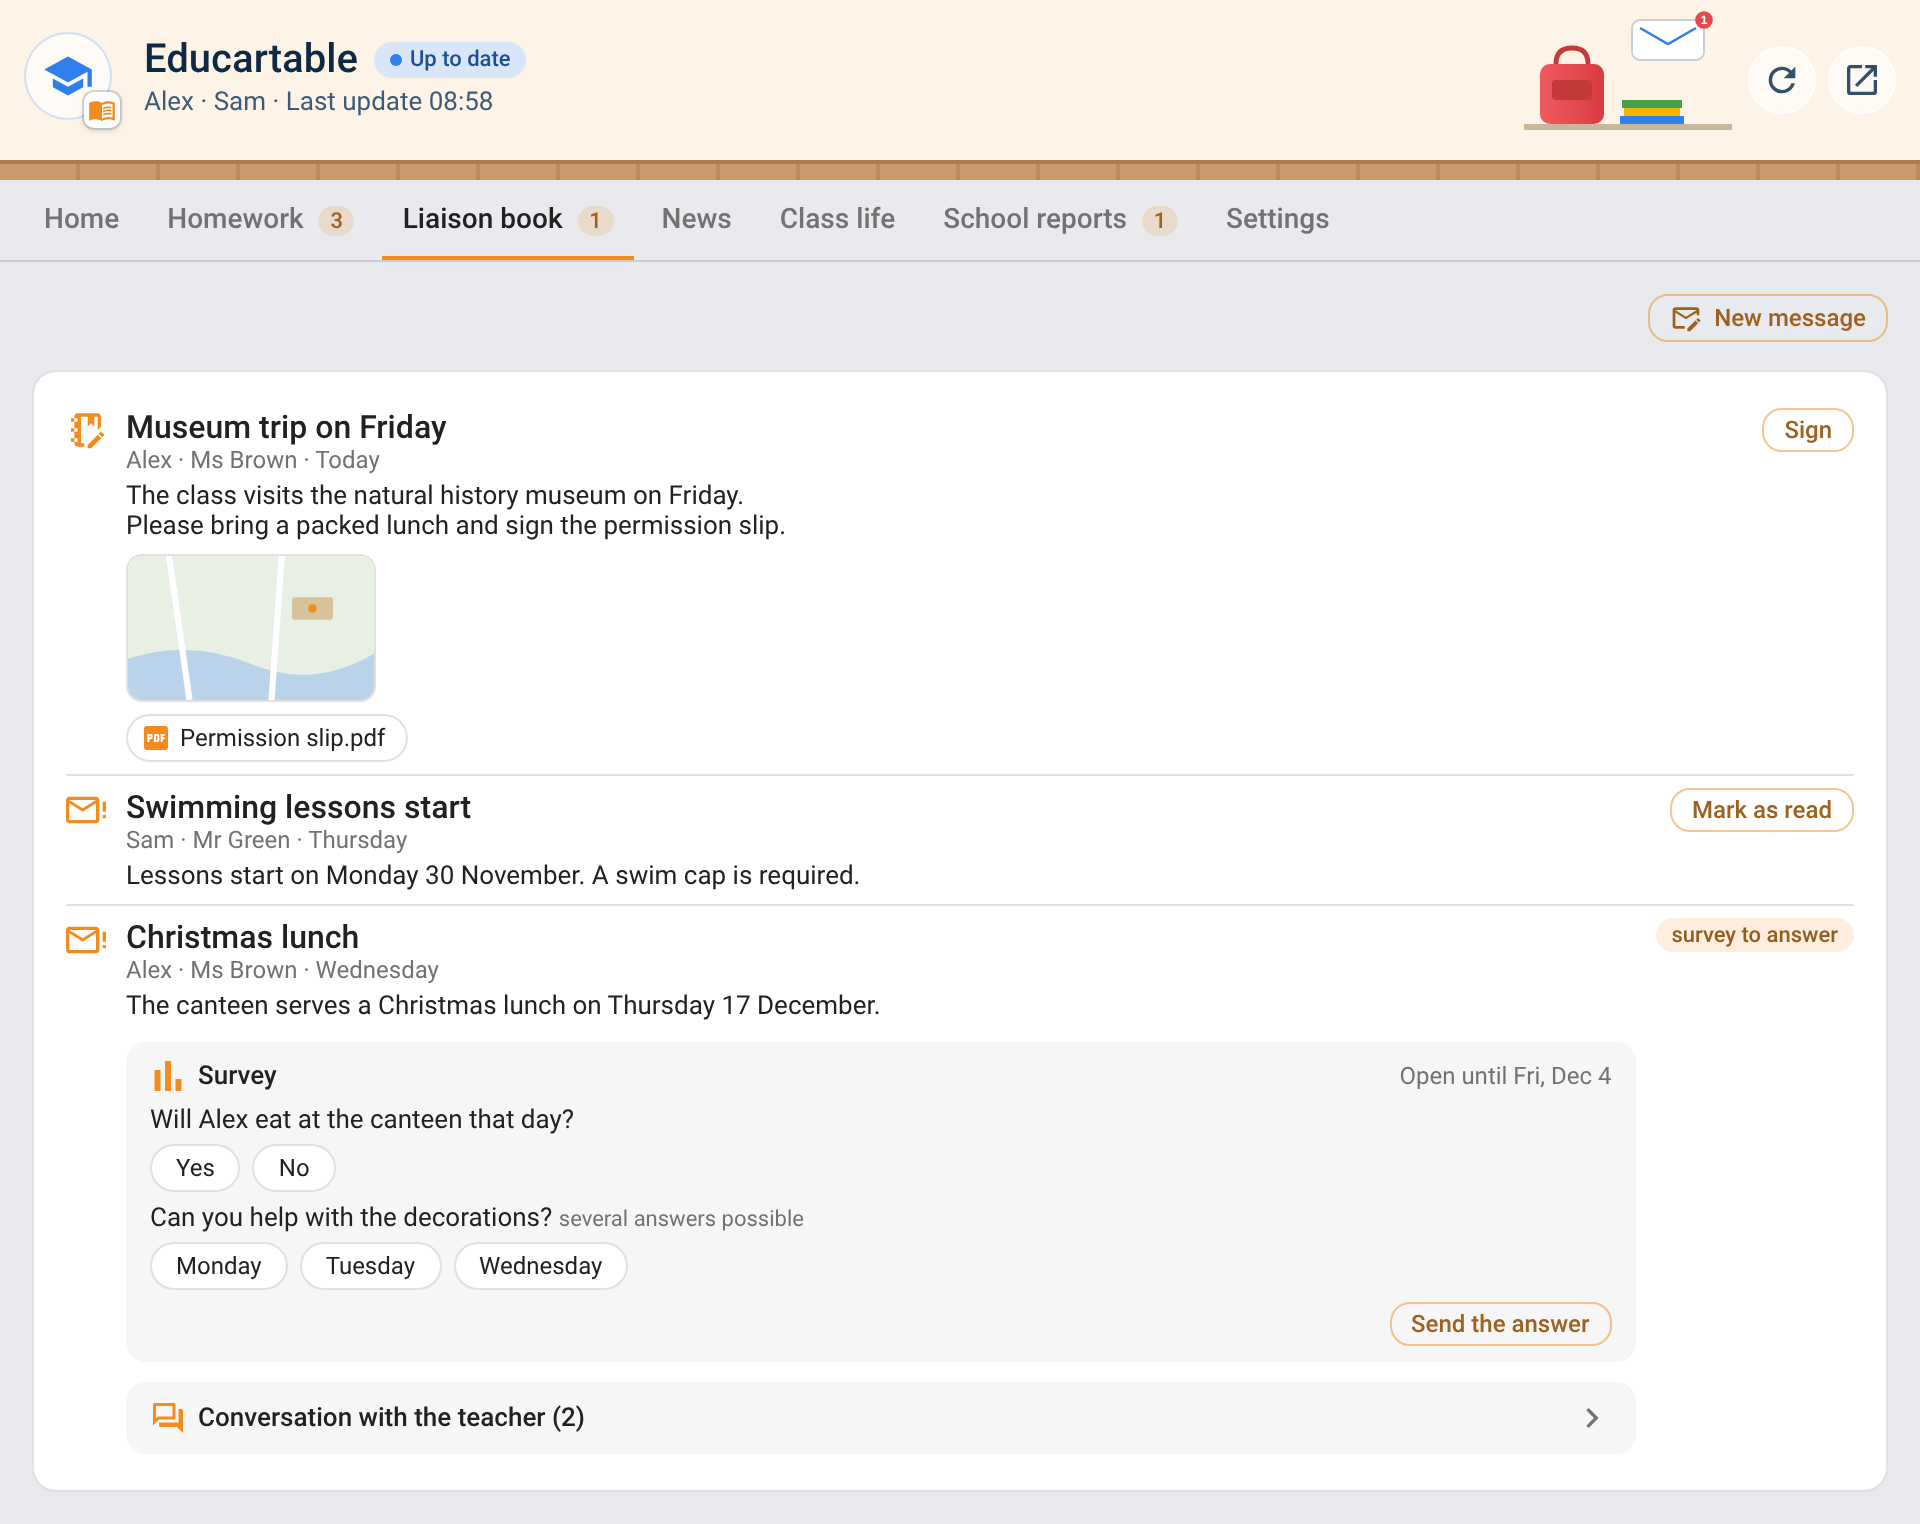 Educartable
Up to date
Alex · Sam · Last update 08:58
1
Home
Homework 3
Liaison book 1
News
Class life
School reports 1
Settings
New message
Museum trip on Friday
Sign
Alex · Ms Brown · Today
The class visits the natural history museum on Friday.
Please bring a packed lunch and sign the permission slip.
PDF Permission slip.pdf
Swimming lessons start
Mark as read
Sam · Mr Green · Thursday
Lessons start on Monday 30 November. A swim cap is required.
Christmas lunch
survey to answer
Alex · Ms Brown · Wednesday
The canteen serves a Christmas lunch on Thursday 17 December.
Survey
Open until Fri, Dec 4
Will Alex eat at the canteen that day?
Yes
No
Can you help with the decorations? several answers possible
Monday
Tuesday
Wednesday
Send the answer
Conversation with the teacher (2)